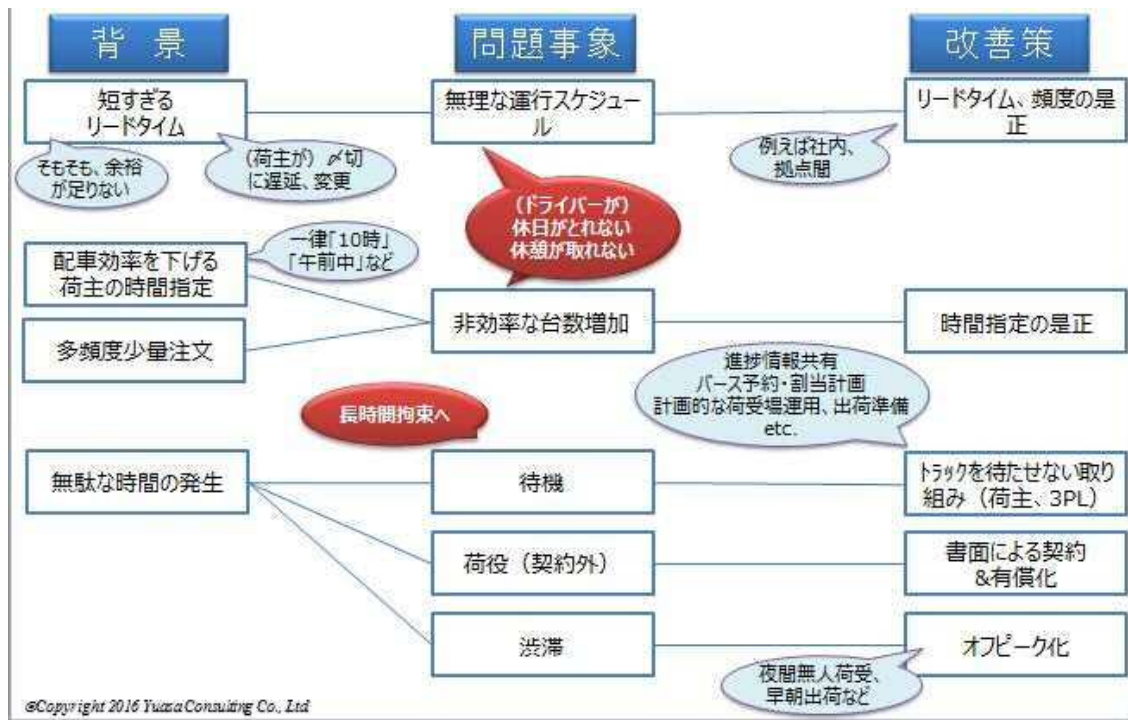 背 景
問題事象
改善策
短すぎる
リードタイム
無理な運行スケジュー
ル
リードタイム、頻度の是
正
そもそも、余裕
が足りない
(荷主が) 〆切
に遅延、変更
例えば社内、
拠点間
(ドライバーが)
休日がとれない
休憩が取れない
一律「10時」
「午前中」など
配車効率を下げる
荷主の時間指定
非効率な台数増加
時間指定の是正
多頻度少量注文
進捗情報共有
バース予約・割当計画
計画的な荷受場運用、出荷準備
etc.
長時間拘束へ
無駄な時間の発生
待機
トラックを待たせない取り
組み（荷主、3PL）
荷役（契約外）
書面による契約
&有償化
渋滞
オフピーク化
夜間無人荷受、
早朝出荷など
©Copyright 2016 Yuasa Consulting Co., Ltd